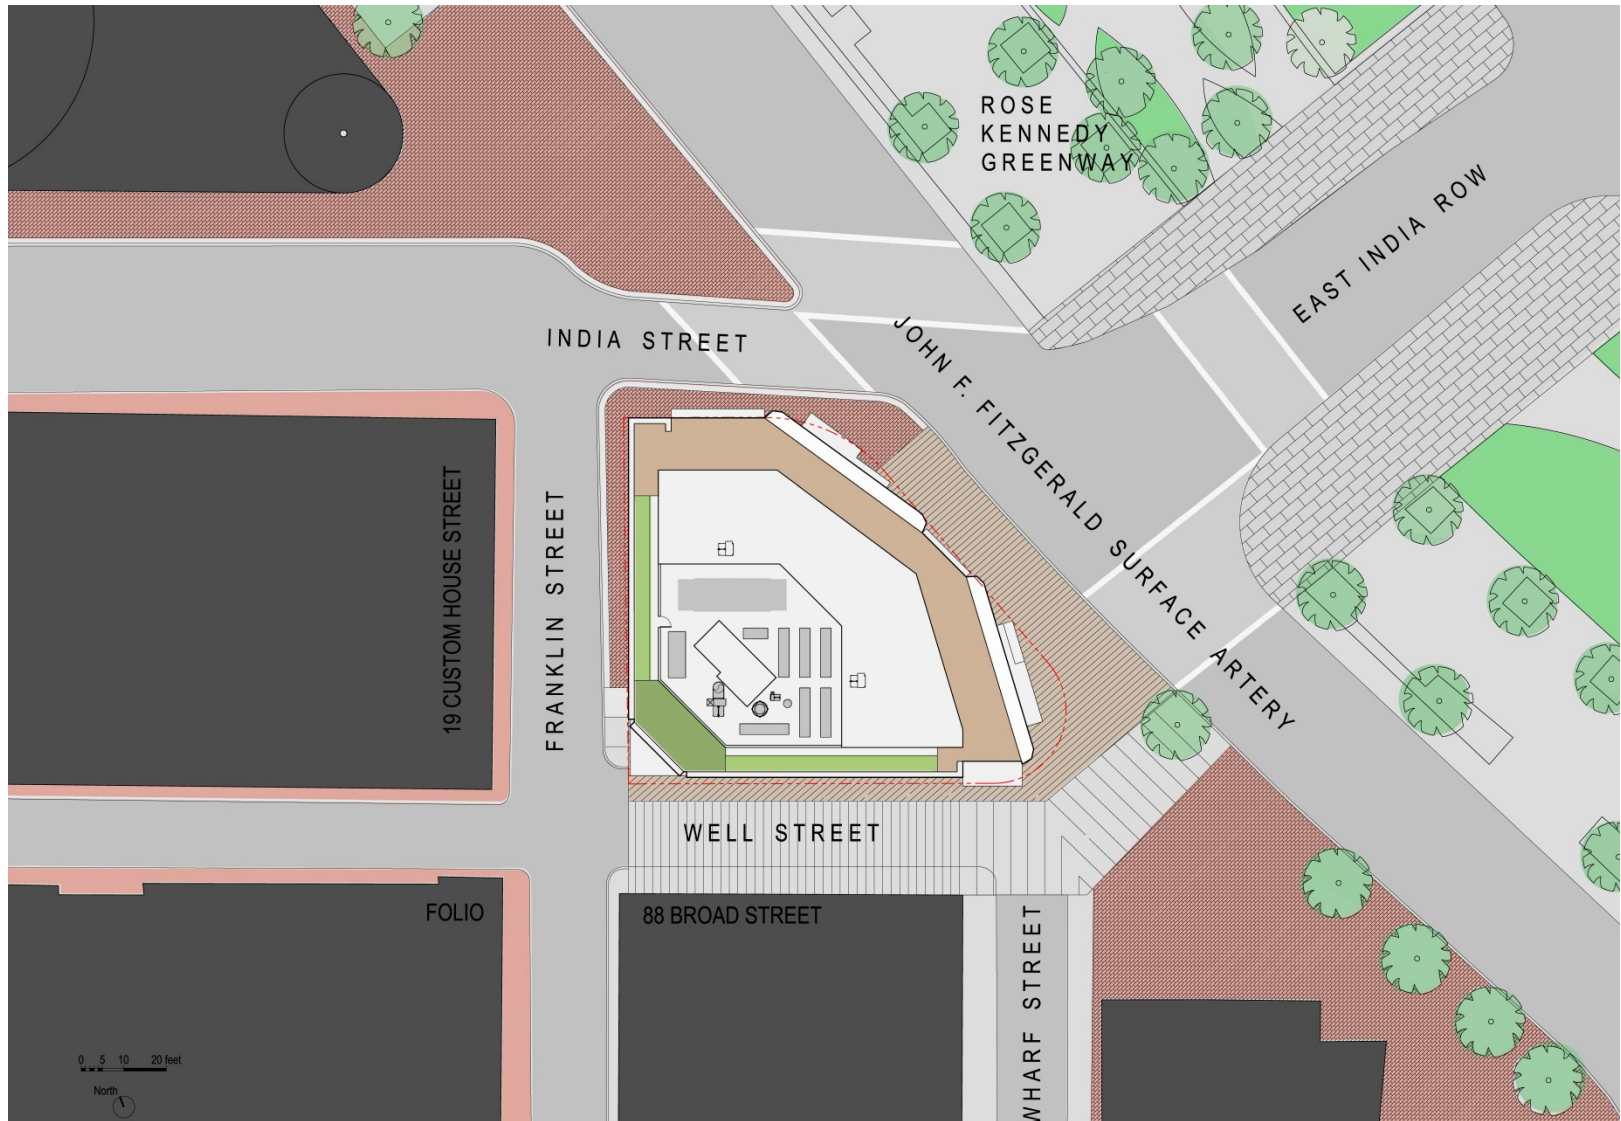 ROSE
KENNEDY
GREENWAY
EAST INDIA ROW
INDIA STREET
JOHN F. FITZGERALD SURFACE ARTERY
19 CUSTOM HOUSE STREET
FRANKLIN STREET
WELL STREET
FOLIO
88 BROAD STREET
WHARF STREET
0 5 10 20 feet
North